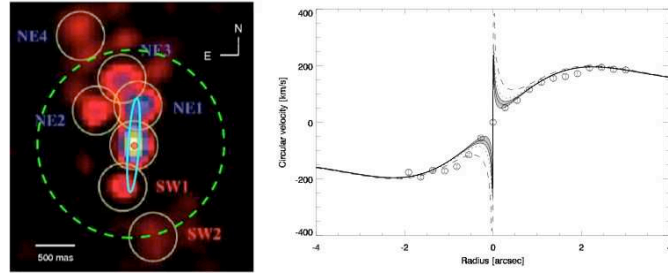 NE4
NE3
N
E
NE2
NE1
SW1
SW2
500 mas
Circular velocity [km/s]
400
200
0
-200
-400
-4
-2
0
2
4
Radius [arcsec]